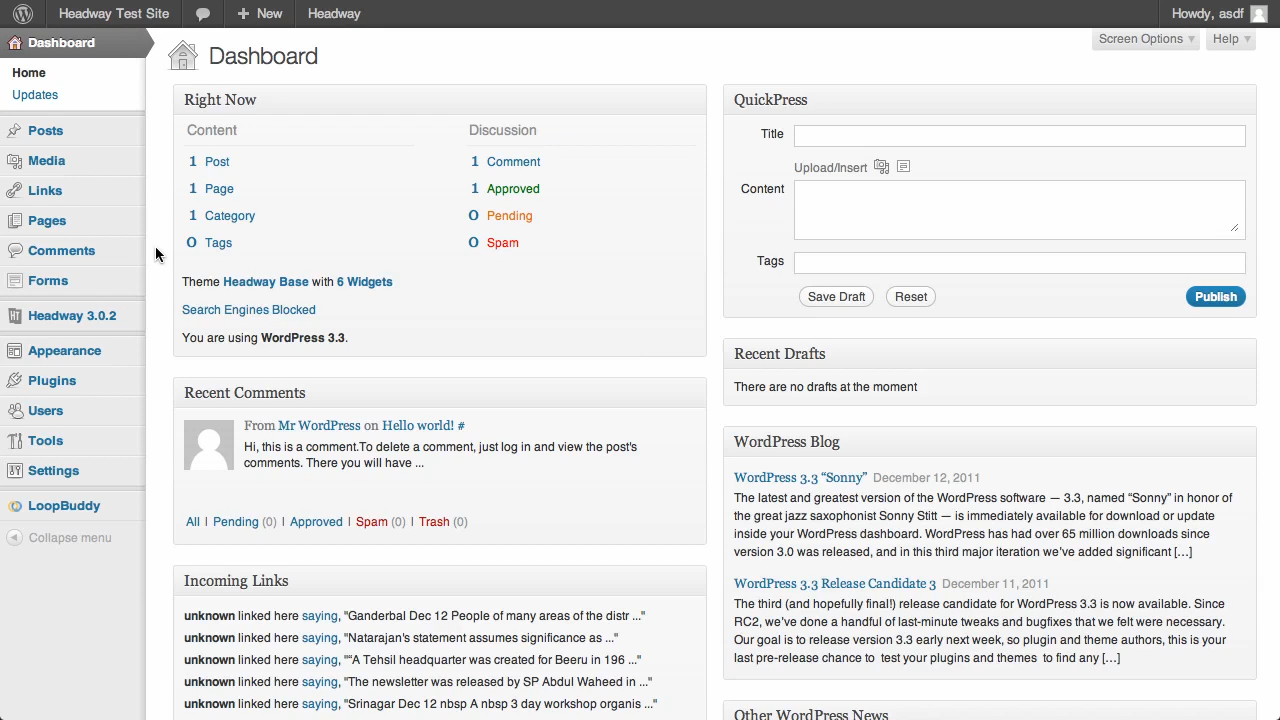 Headway Test Site
New
Headway
Howdy, asdf
Dashboard
Home
Updates
Posts
Media
Links
Pages
Comments
Forms
Headway 3.0.2
Appearance
Plugins
Users
Tools
Settings
LoopBuddy
Collapse menu
Screen Options
Help
Dashboard
Right Now
Content
1 Post
1 Page
1 Category
0 Tags
Discussion
1 Comment
1 Approved
0 Pending
0 Spam
Theme Headway Base with 6 Widgets
Search Engines Blocked
You are using WordPress 3.3.
Recent Comments
From Mr WordPress on Hello world! #
Hi, this is a comment.To delete a comment, just log in and view the post's
comments. There you will have ...
All | Pending (0) | Approved | Spam (0) | Trash (0)
Incoming Links
unknown linked here saying, "Ganderbal Dec 12 People of many areas of the distr ..."
unknown linked here saying, "Natarajan's statement assumes significance as ..."
unknown linked here saying, "“A Tehsil headquarter was created for Beeru in 196 ..."
unknown linked here saying, "The newsletter was released by SP Abdul Waheed in ..."
unknown linked here saying, "Srinagar Dec 12 nbsp A nbsp 3 day workshop organis ..."
QuickPress
Title
Upload/Insert
Content
Tags
Save Draft
Reset
Publish
Recent Drafts
There are no drafts at the moment
WordPress Blog
WordPress 3.3 “Sonny” December 12, 2011
The latest and greatest version of the WordPress software — 3.3, named “Sonny” in honor of
the great jazz saxophonist Sonny Stitt — is immediately available for download or update
inside your WordPress dashboard. WordPress has had over 65 million downloads since
version 3.0 was released, and in this third major iteration we’ve added significant […]
WordPress 3.3 Release Candidate 3 December 11, 2011
The third (and hopefully final!) release candidate for WordPress 3.3 is now available. Since
RC2, we’ve done a handful of last-minute tweaks and bugfixes that we felt were necessary.
Our goal is to release version 3.3 early next week, so plugin and theme authors, this is your
last pre-release chance to test your plugins and themes to find any […]
Other WordPress News